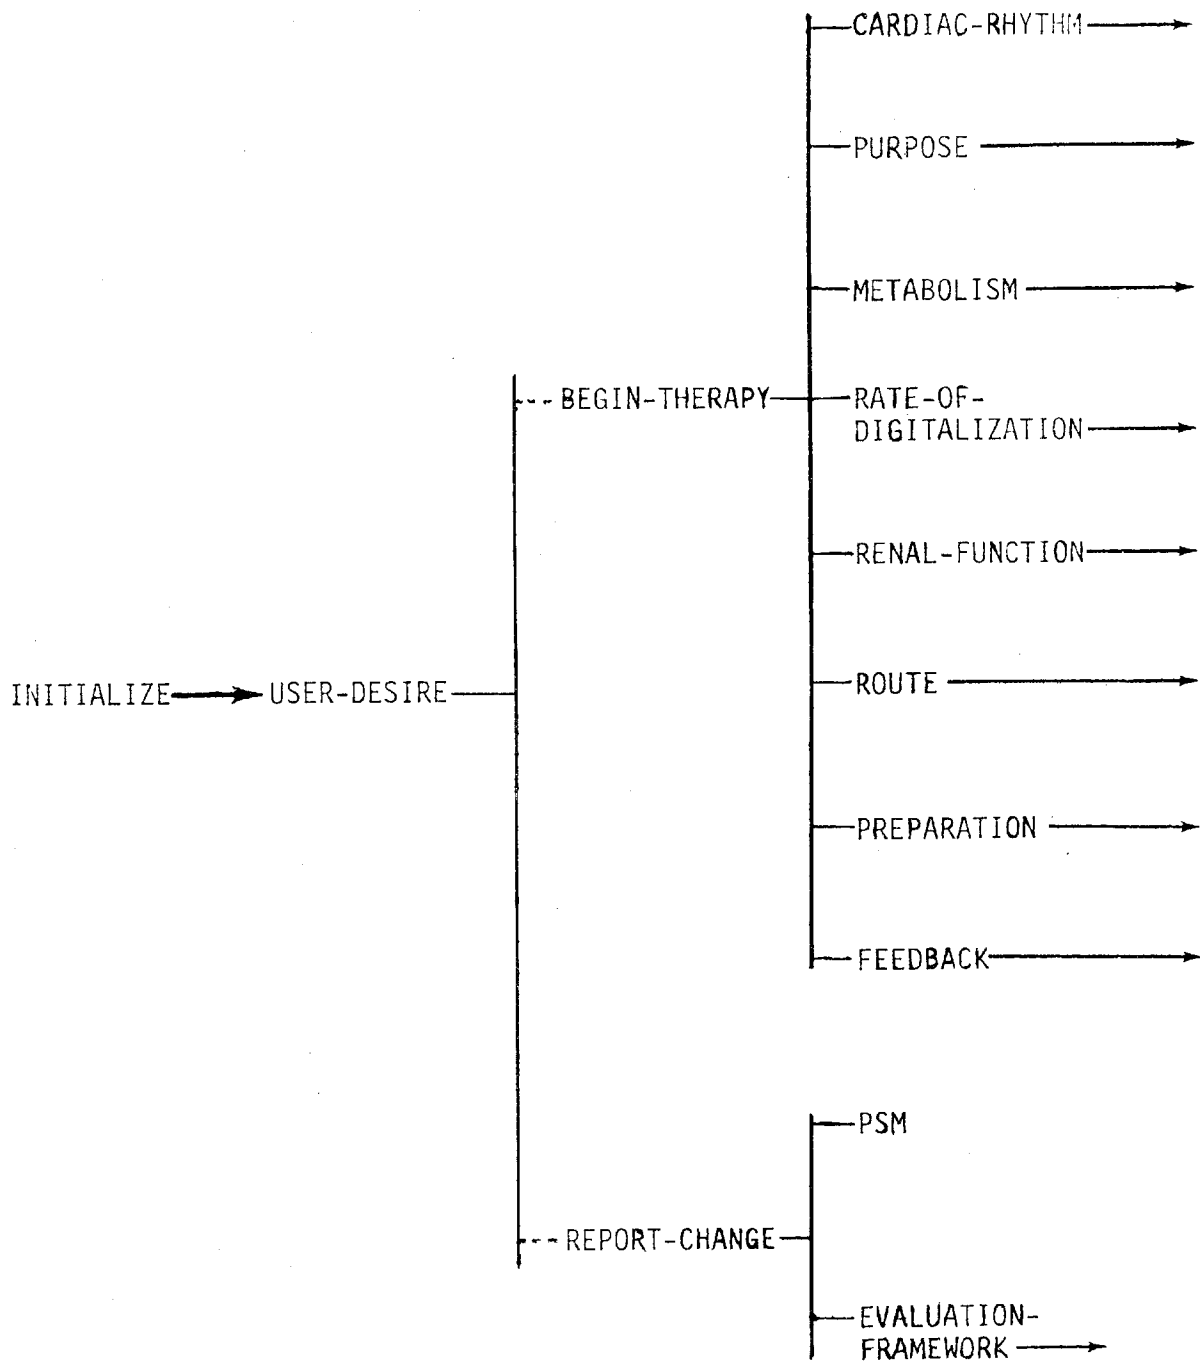 CARDIAC-RHYTHM
PURPOSE
METABOLISM
BEGIN-THERAPY
RATE-OF-
DIGITALIZATION
RENAL-FUNCTION
INITIALIZE
USER-DESIRE
ROUTE
PREPARATION
FEEDBACK
PSM
REPORT-CHANGE
EVALUATION-
FRAMEWORK